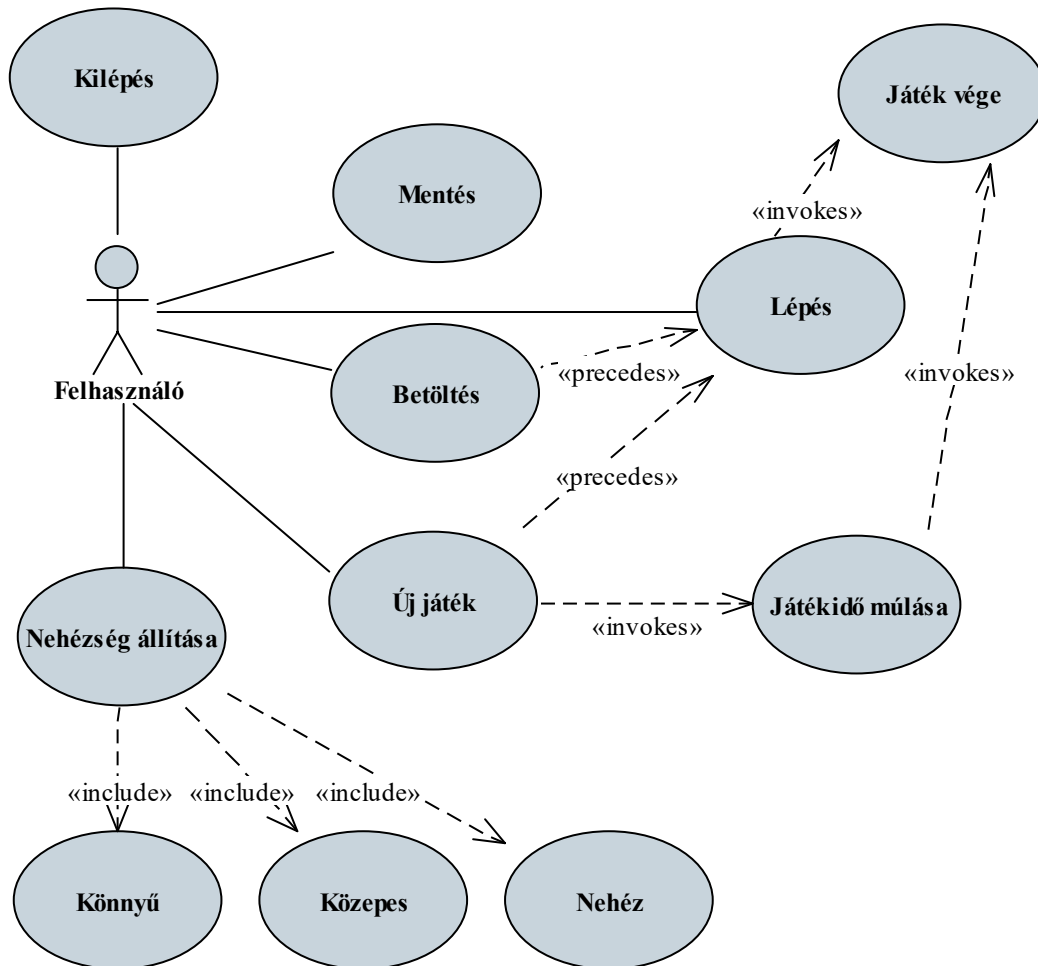 Kilépés
Játék vége
Mentés
«invokes»
Lépés
«precedes»
«invokes»
Felhasználó
Betöltés
«precedes»
Új játék
Játékidő múlása
«invokes»
Nehézség állítása
«include»
«include»
«include»
Könnyű
Közepes
Nehéz